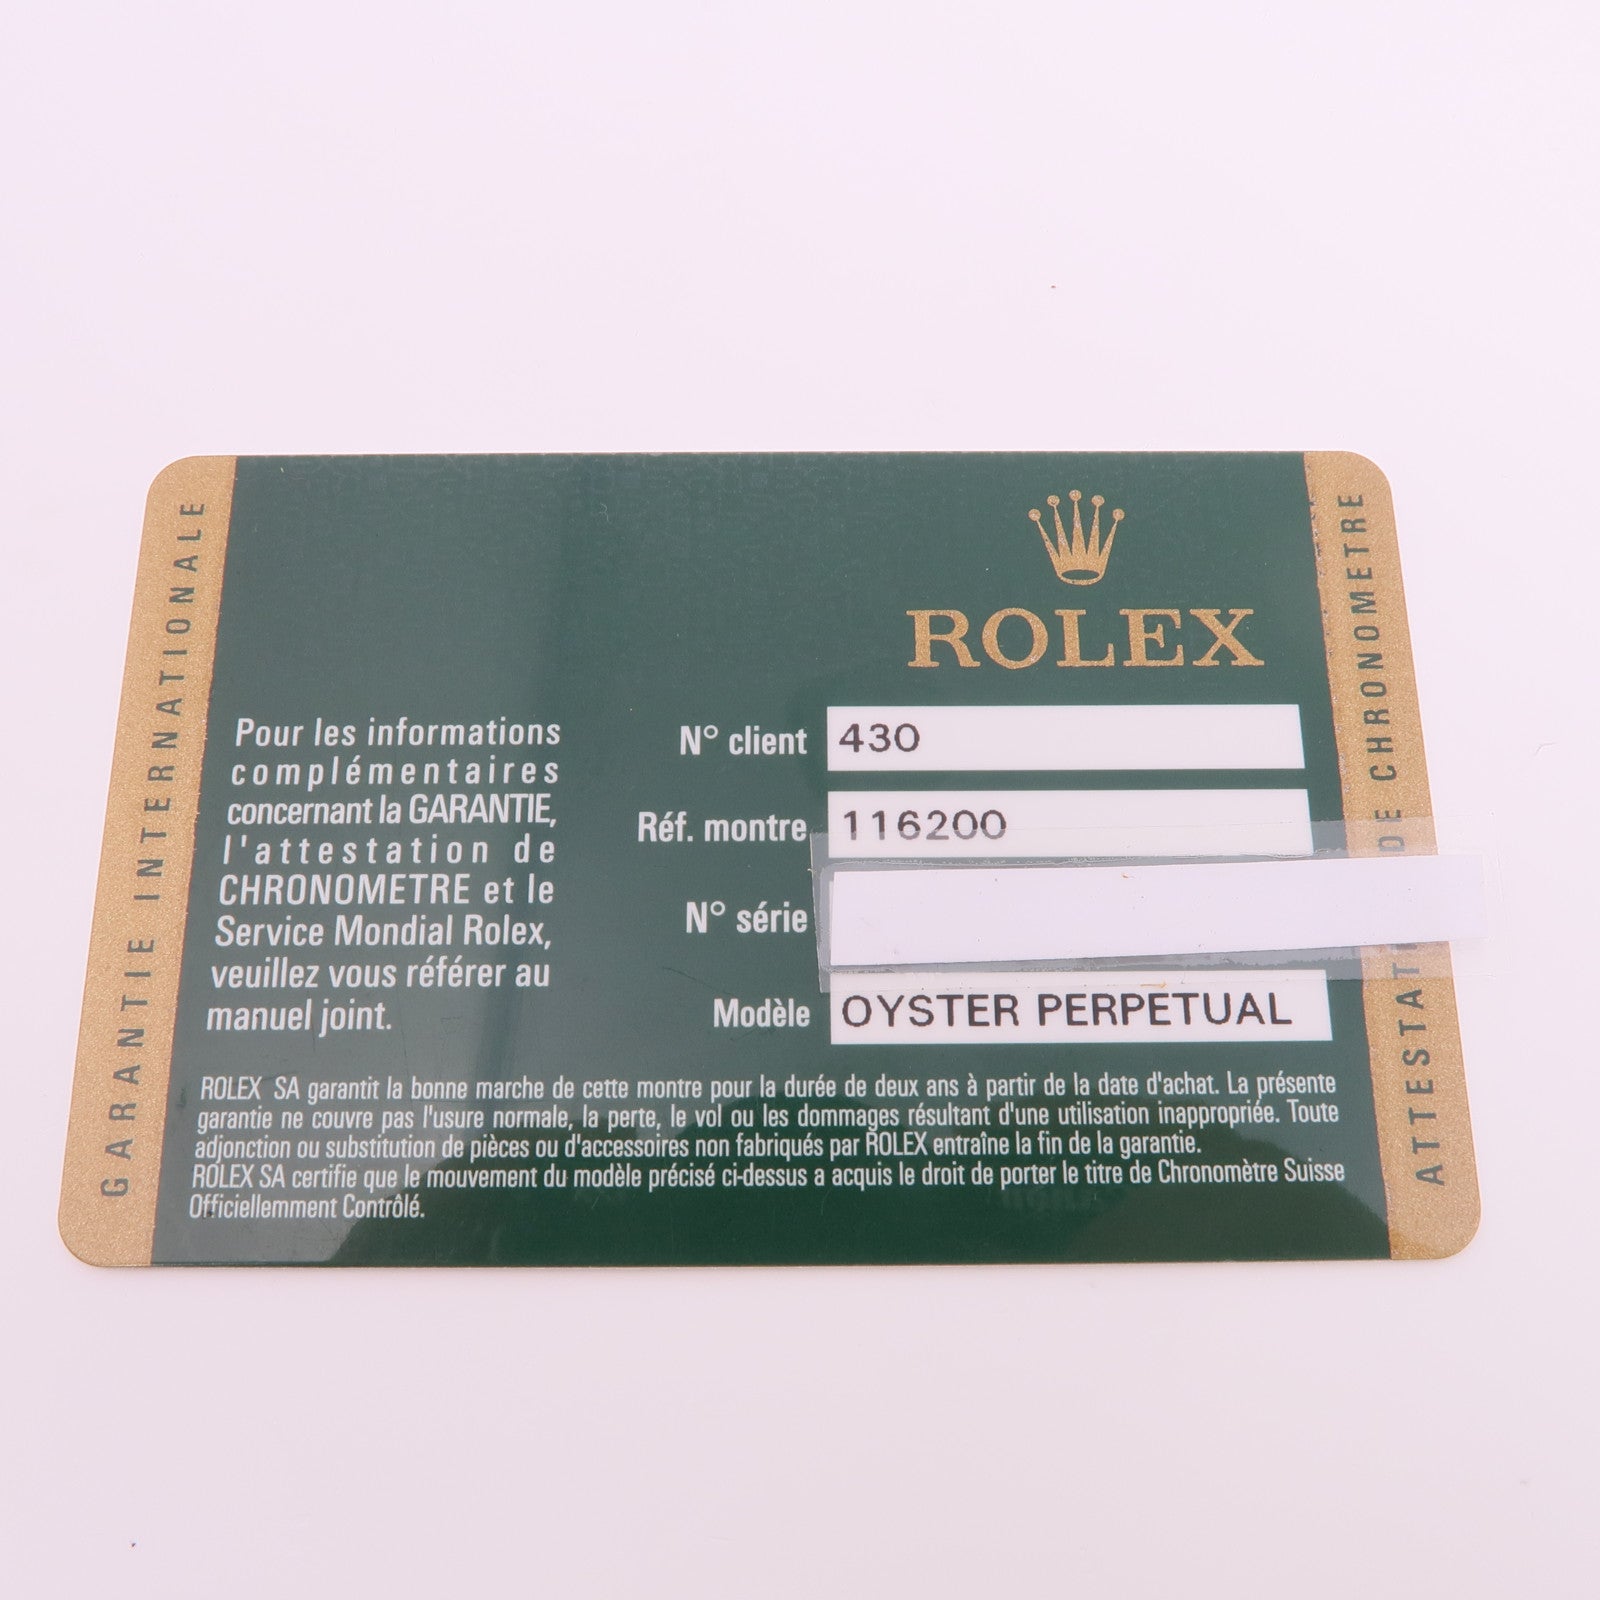 GARANTIE INTERNATIONALE
ROLEX
Pour les informations
complémentaires
concernant la GARANTIE,
l'attestation de
CHRONOMETRE et le
Service Mondial Rolex,
veuillez vous référer au
manuel joint.
N° client 430
Réf. montre 116200
N° série
Modèle OYSTER PERPETUAL
ROLEX SA garantit la bonne marche de cette montre pour la durée de deux ans à partir de la date d'achat. La présente
garantie ne couvre pas l'usure normale, la perte, le vol ou les dommages résultant d'une utilisation inappropriée. Toute
adjonction ou substitution de pièces ou d'accessoires non fabriqués par ROLEX entraîne la fin de la garantie.
ROLEX SA certifie que le mouvement du modèle précisé ci-dessus a acquis le droit de porter le titre de Chronomètre Suisse
Officiellemment Contrôlé.
DE CHRONOMETRE